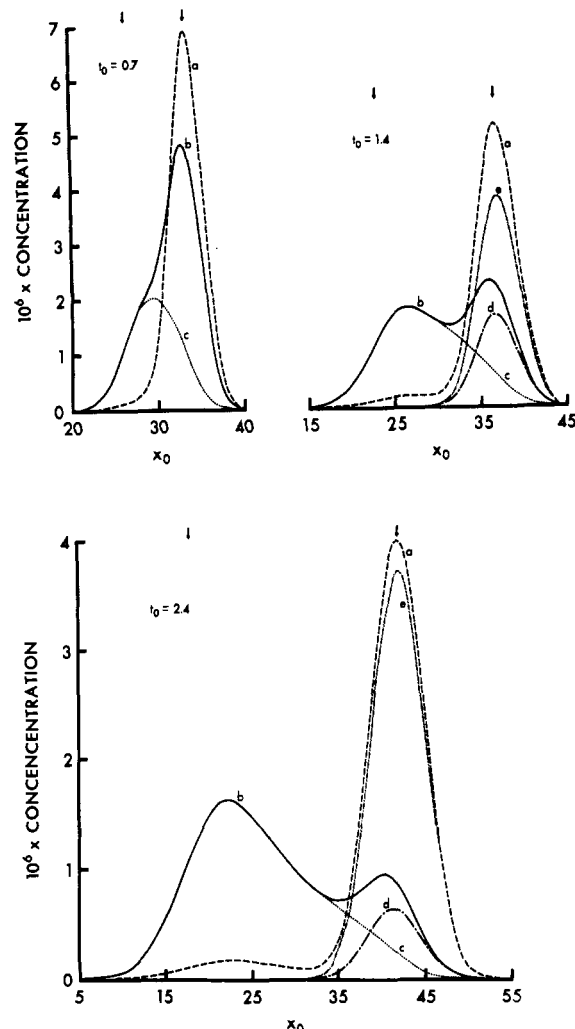 7
6
5
4
3
2
1
0
10⁶ x CONCENTRATION
t₀ = 0.7
a
b
c
20 30 40
x₀
t₀ = 1.4
a
e
b
d
c
15 25 35 45
x₀
4
3
2
1
0
10⁶ x CONCENCENTRATION
t₀ = 2.4
a
e
b
d
c
5 15 25 35 45 55
x₀